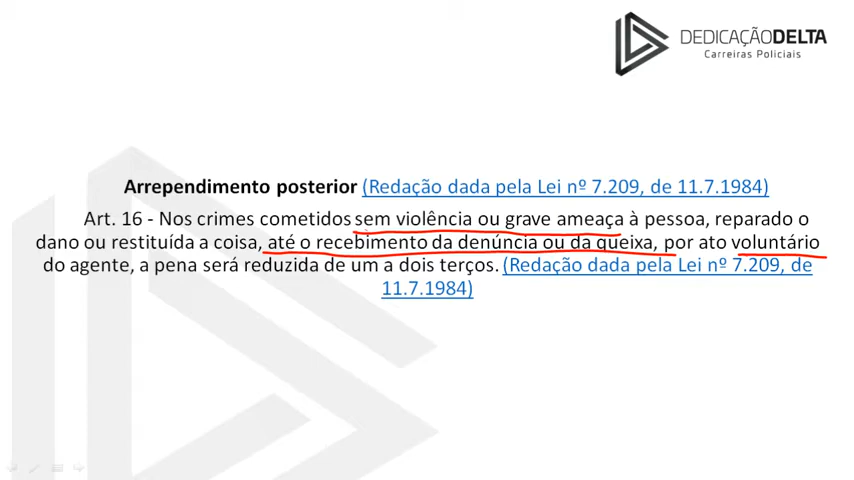 DEDICAÇÃODELTA
Carreiras Policiais
Arrependimento posterior (Redação dada pela Lei nº 7.209, de 11.7.1984)
Art. 16 - Nos crimes cometidos sem violência ou grave ameaça à pessoa, reparado o
dano ou restituída a coisa, até o recebimento da denúncia ou da queixa, por ato voluntário
do agente, a pena será reduzida de um a dois terços. (Redação dada pela Lei nº 7.209, de
11.7.1984)